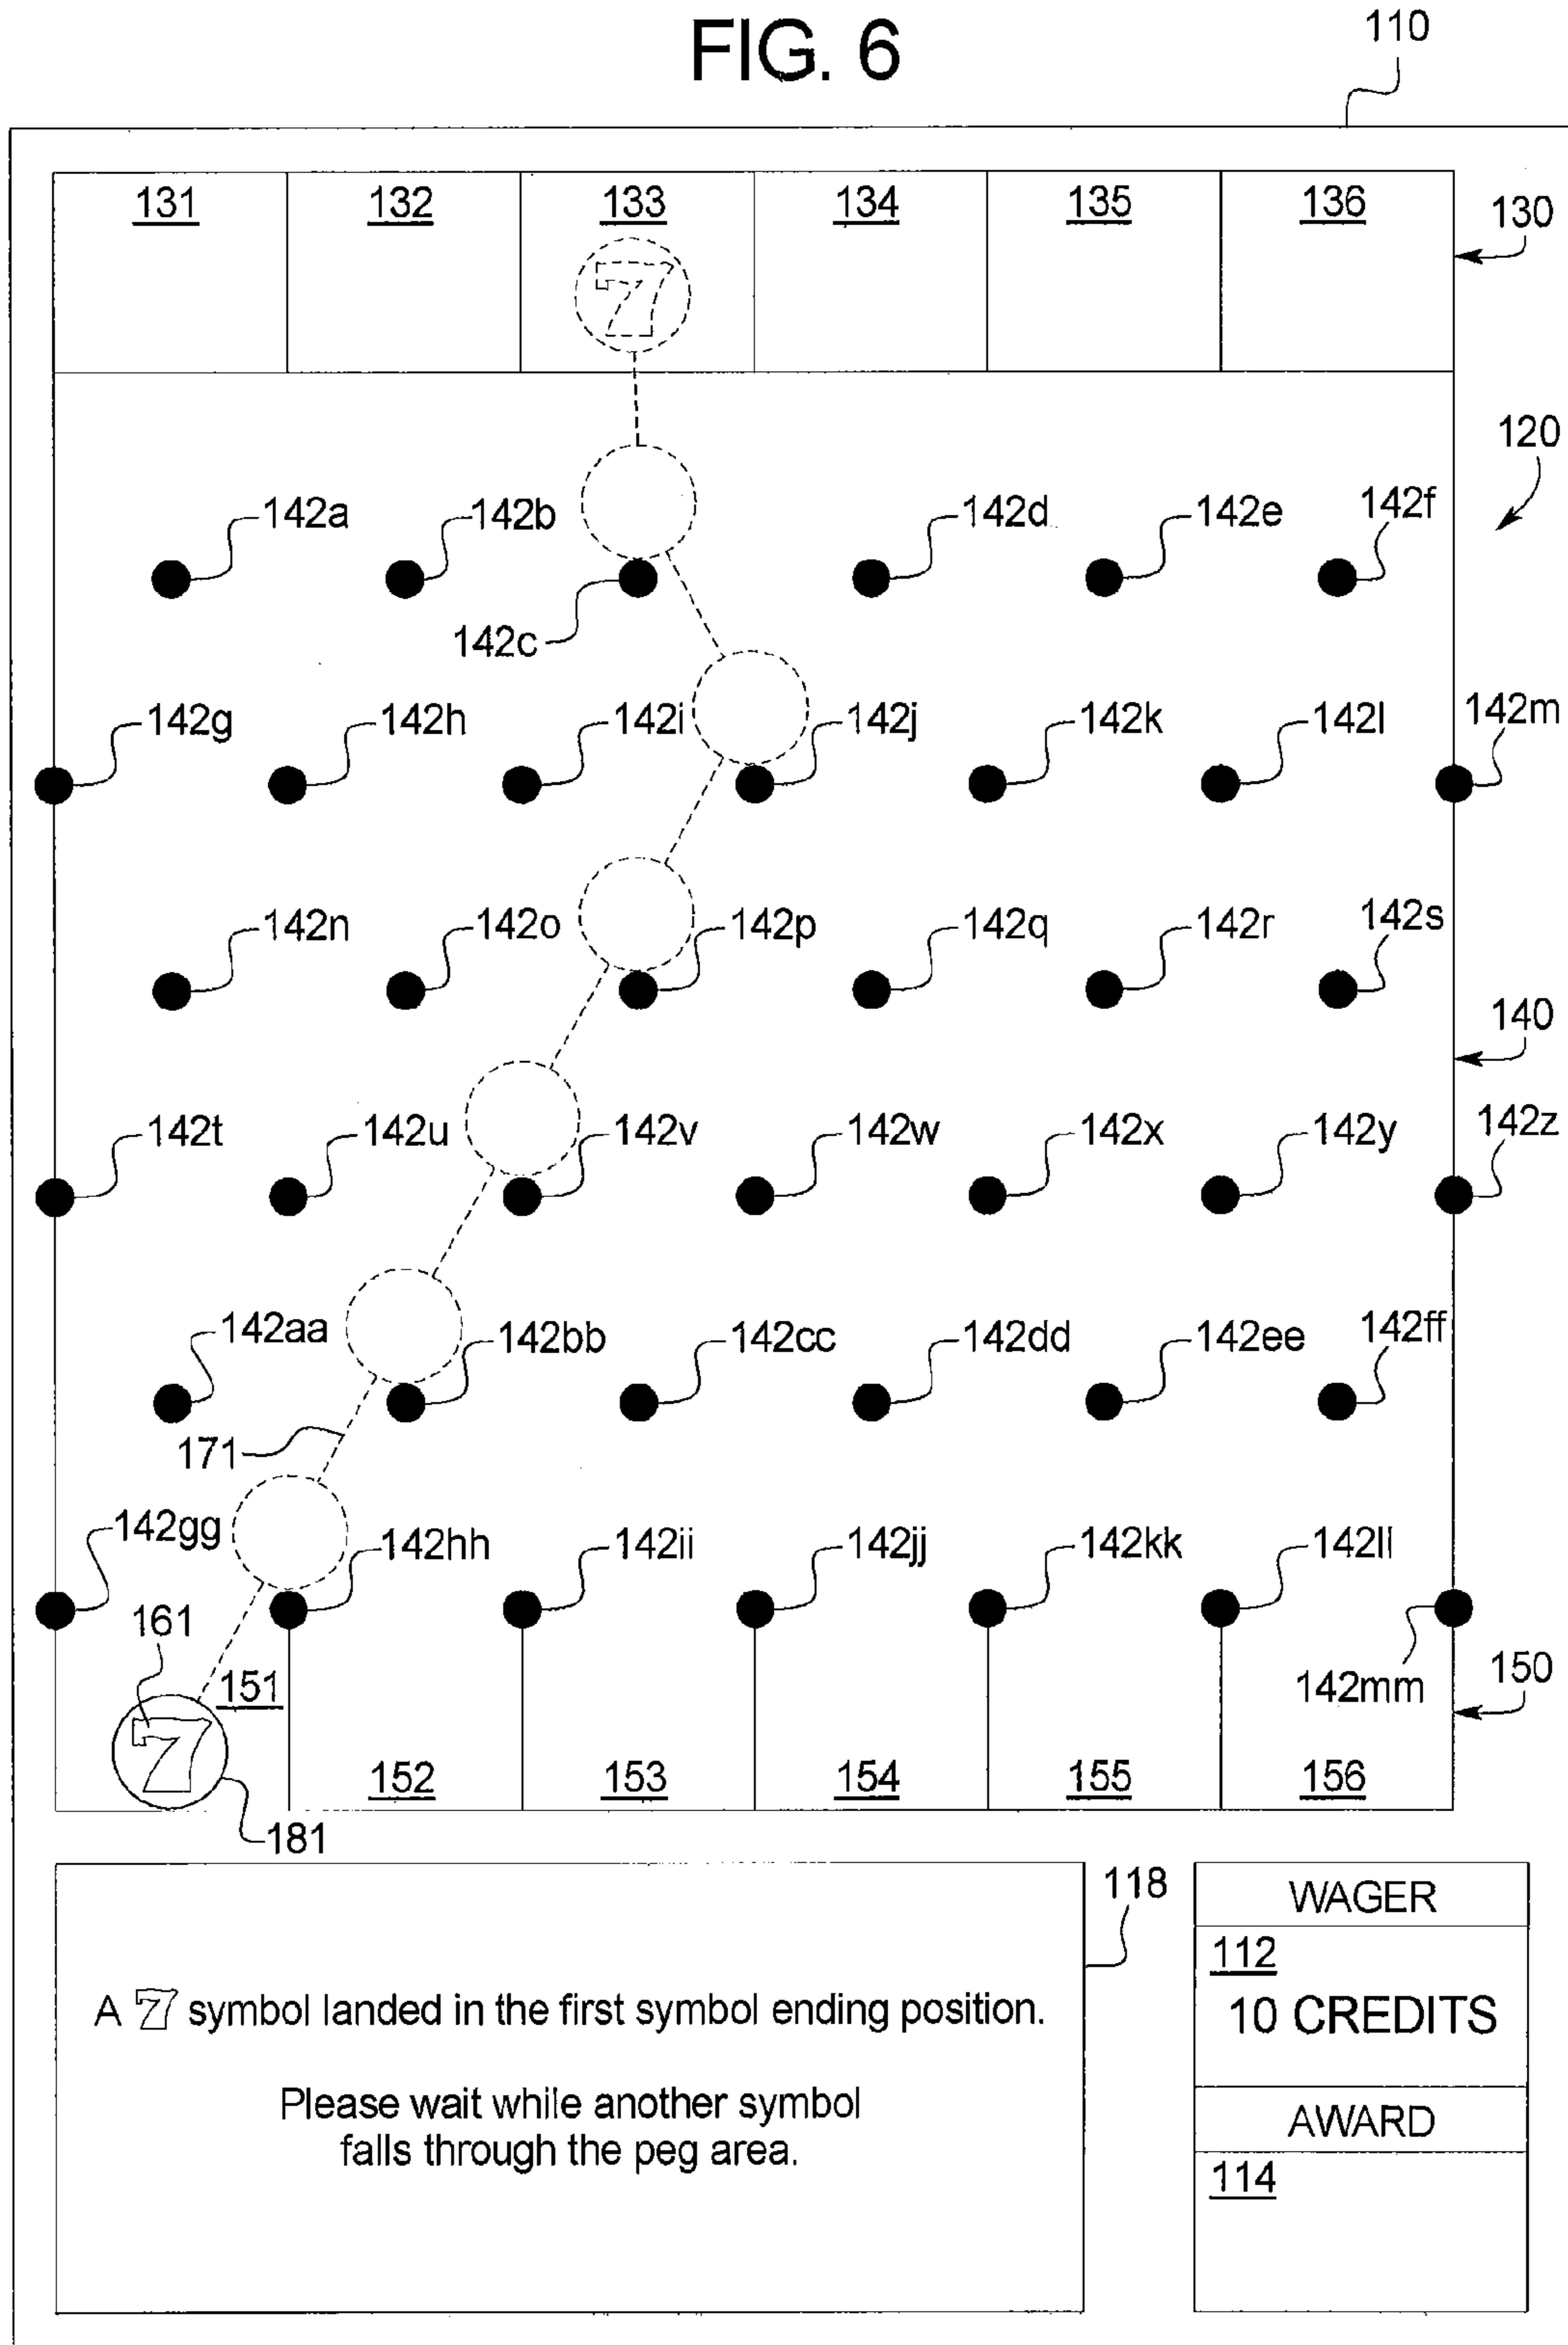 FIG. 6
110
131 132 133 134 135 136
130
7
120
142a 142b 142d 142e 142f
142c
142g 142h 142i 142j 142k 142l 142m
142n 142o 142p 142q 142r 142s
140
142t 142u 142v 142w 142x 142y 142z
142aa 142bb 142cc 142dd 142ee 142ff
171
142gg 142hh 142ii 142jj 142kk 142ll
161
151
142mm
150
7
152 153 154 155 156
181
118
WAGER
112
10 CREDITS
A 7 symbol landed in the first symbol ending position.
Please wait while another symbol
falls through the peg area.
AWARD
114